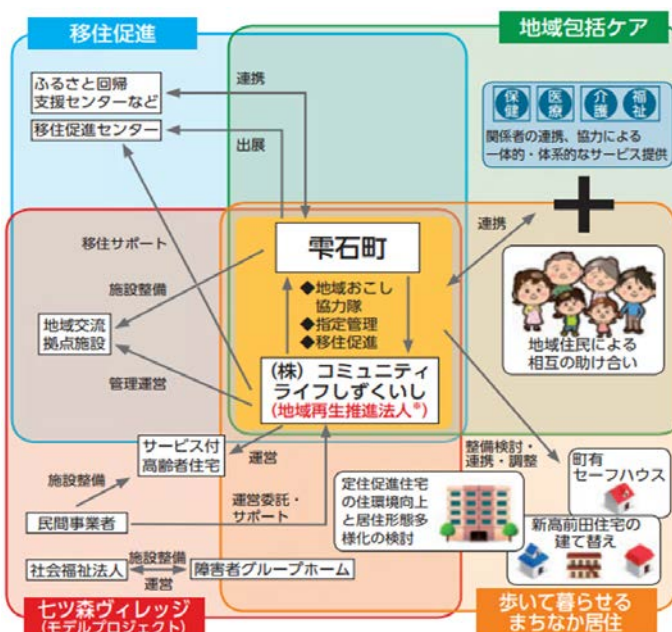 移住促進
地域包括ケア
ふるさと回帰
支援センターなど
移住促進センター
連携
出展
保健
医療
介護
福祉
関係者の連携、協力による
一体的・体系的なサービス提供
連携
移住サポート
施設整備
雫石町
◆地域おこし
協力隊
◆指定管理
◆移住促進
地域交流
拠点施設
管理運営
(株)コミュニティ
ライフしずくいし
(地域再生推進法人※)
地域住民による
相互の助け合い
サービス付
高齢者住宅
運営
施設整備
運営委託・
サポート
民間事業者
整備検討・
連携・調整
定住促進住宅
の住環境向上
と居住形態多
様化の検討
町有
セーフハウス
新高前田住宅の
建て替え
社会福祉法人
施設整備
運営
障害者グループホーム
七ツ森ヴィレッジ
(モデルプロジェクト)
歩いて暮らせる
まちなか居住